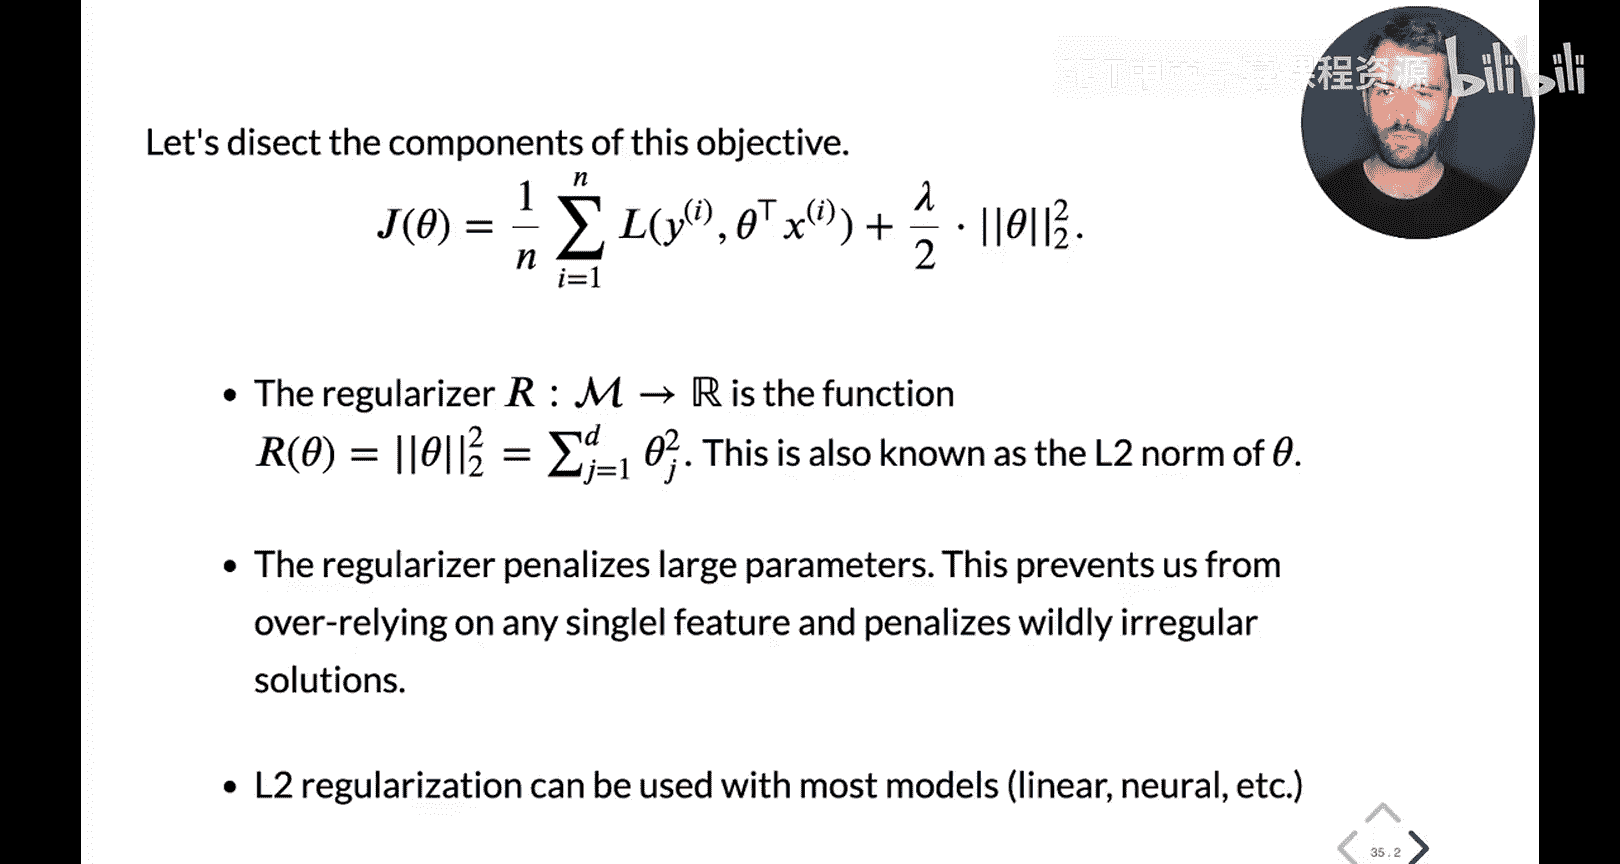 Let's disect the components of this objective.
J(θ) = 1/n ∑_{i=1}^{n} L(y^{(i)}, θ^⊤ x^{(i)}) + λ/2 · ||θ||_2^2.
• The regularizer R : ℳ → ℝ is the function
R(θ) = ||θ||_2^2 = ∑_{j=1}^{d} θ_j^2. This is also known as the L2 norm of θ.
• The regularizer penalizes large parameters. This prevents us from
over-relying on any singlel feature and penalizes wildly irregular
solutions.
• L2 regularization can be used with most models (linear, neural, etc.)
课程资源 bilibili
35.2